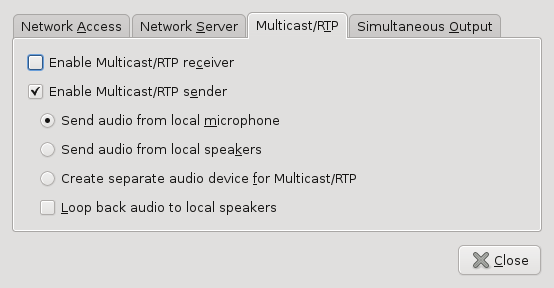 Network Access Network Server Multicast/RTP Simultaneous Output
Enable Multicast/RTP receiver
Enable Multicast/RTP sender
Send audio from local microphone
Send audio from local speakers
Create separate audio device for Multicast/RTP
Loop back audio to local speakers
Close